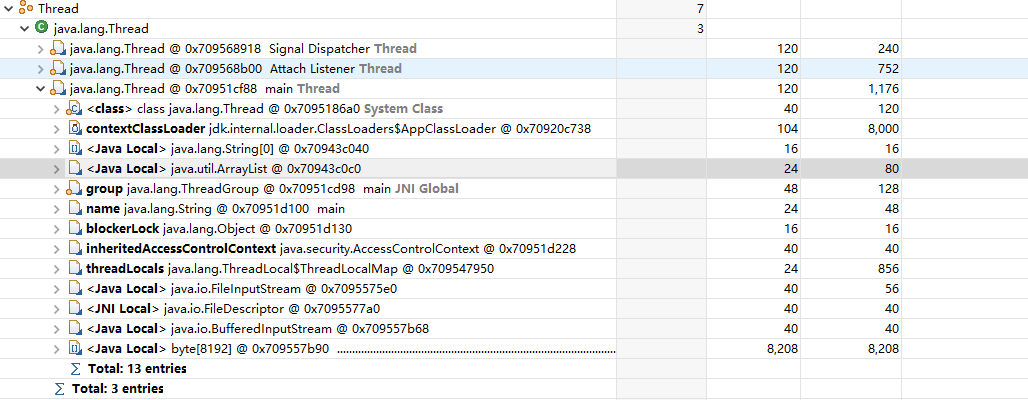 Thread 7
java.lang.Thread 3
java.lang.Thread @ 0x709568918 Signal Dispatcher Thread 120 240
java.lang.Thread @ 0x709568b00 Attach Listener Thread 120 752
java.lang.Thread @ 0x70951cf88 main Thread 120 1,176
<class> class java.lang.Thread @ 0x7095186a0 System Class 40 120
contextClassLoader jdk.internal.loader.ClassLoaders$AppClassLoader @ 0x70920c738 104 8,000
<Java Local> java.lang.String[0] @ 0x70943c040 16 16
<Java Local> java.util.ArrayList @ 0x70943c0c0 24 80
group java.lang.ThreadGroup @ 0x70951cd98 main JNI Global 48 128
name java.lang.String @ 0x70951d100 main 24 48
blockerLock java.lang.Object @ 0x70951d130 16 16
inheritedAccessControlContext java.security.AccessControlContext @ 0x70951d228 40 40
threadLocals java.lang.ThreadLocal$ThreadLocalMap @ 0x709547950 24 856
<Java Local> java.io.FileInputStream @ 0x7095575e0 40 56
<JNI Local> java.io.FileDescriptor @ 0x7095577a0 40 40
<Java Local> java.io.BufferedInputStream @ 0x709557b68 40 40
<Java Local> byte[8192] @ 0x709557b90 ................................................................................................ 8,208 8,208
Σ Total: 13 entries
Σ Total: 3 entries